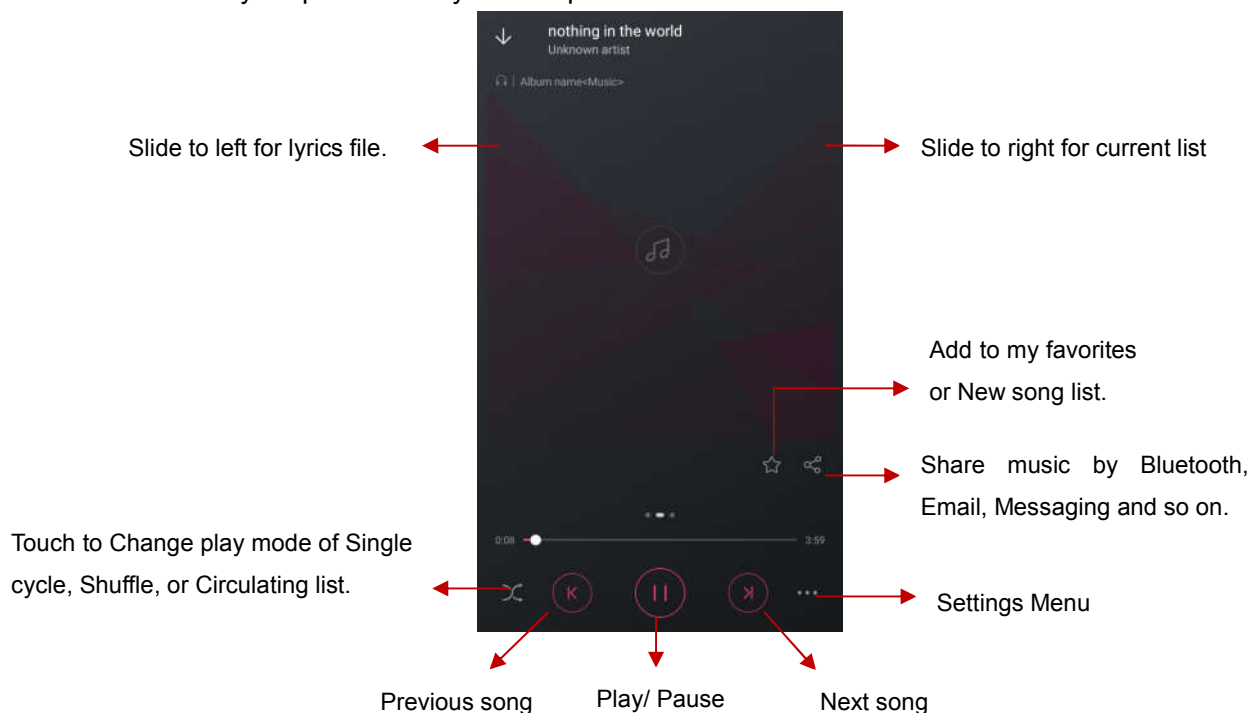 nothing in the world
Unknown artist
Album name<Music>
Slide to left for lyrics file.
Slide to right for current list
Add to my favorites
or New song list.
Share music by Bluetooth,
Email, Messaging and so on.
0:08
3:59
Touch to Change play mode of Single
cycle, Shuffle, or Circulating list.
Settings Menu
Previous song
Play/ Pause
Next song